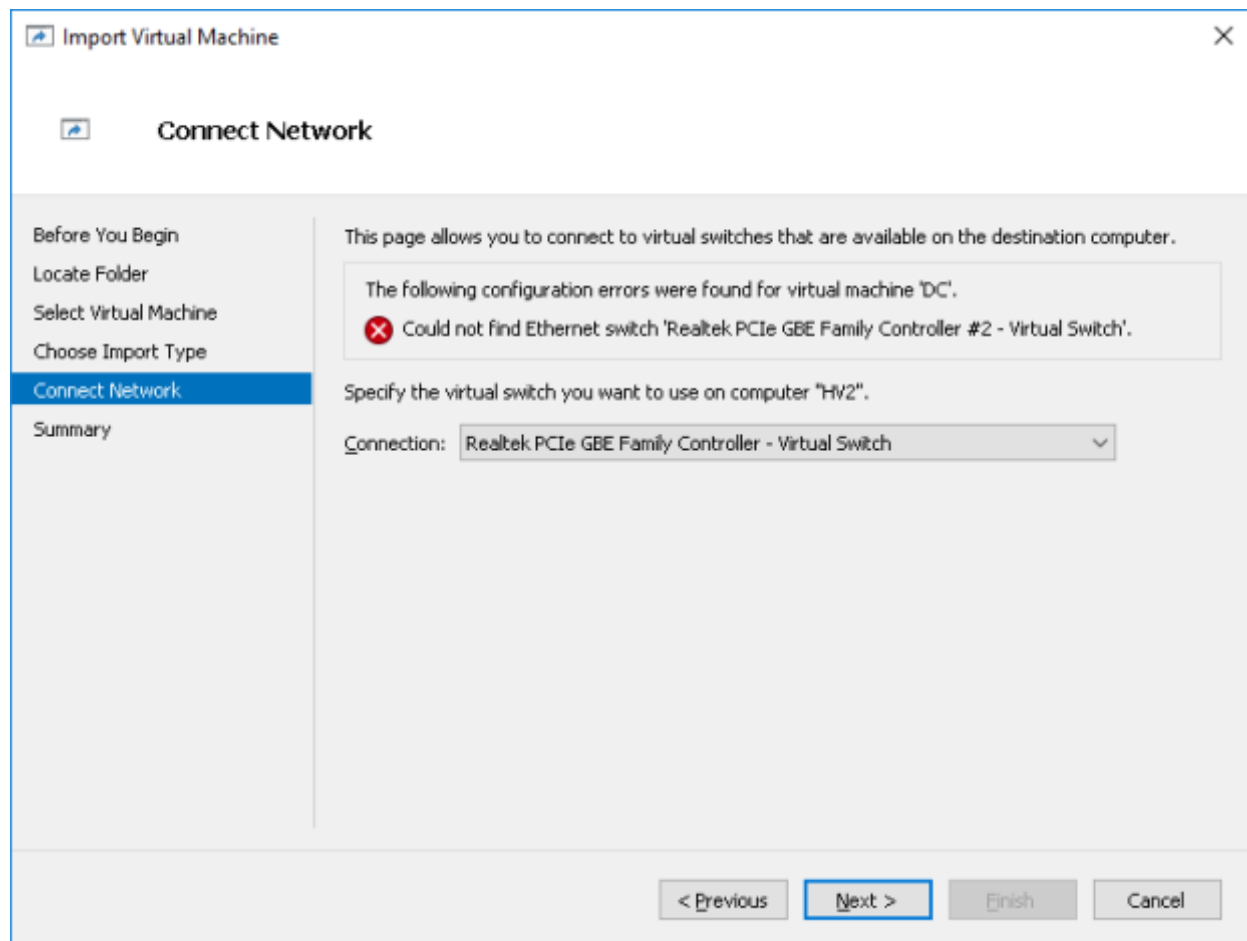 Import Virtual Machine
Connect Network
Before You Begin
Locate Folder
Select Virtual Machine
Choose Import Type
Connect Network
Summary
This page allows you to connect to virtual switches that are available on the destination computer.
The following configuration errors were found for virtual machine 'DC'.
Could not find Ethernet switch 'Realtek PCIe GBE Family Controller #2 - Virtual Switch'.
Specify the virtual switch you want to use on computer "HV2".
Connection: Realtek PCIe GBE Family Controller - Virtual Switch
< Previous Next > Finish Cancel